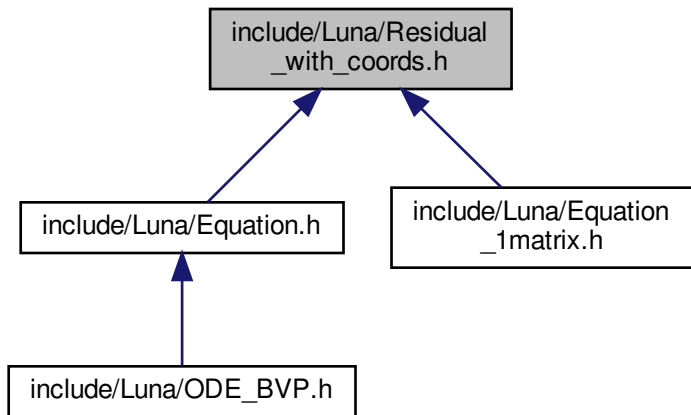 include/Luna/Residual
_with_coords.h
include/Luna/Equation.h
include/Luna/Equation
_1matrix.h
include/Luna/ODE_BVP.h